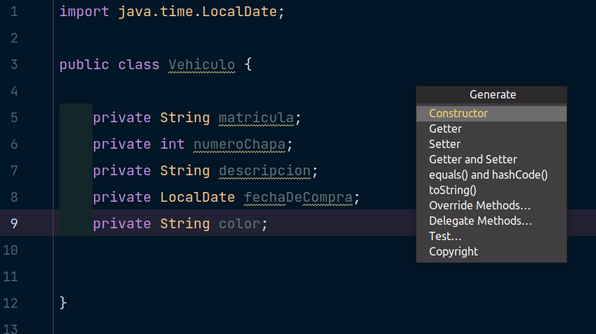 1 import java.time.LocalDate;
2
3 public class Vehiculo {
4
5 private String matricula;
6 private int numeroChapa;
7 private String descripcion;
8 private LocalDate fechaDeCompra;
9 private String color;
10
11
12 }
13
Generate
Constructor
Getter
Setter
Getter and Setter
equals() and hashCode()
toString()
Override Methods...
Delegate Methods...
Test...
Copyright